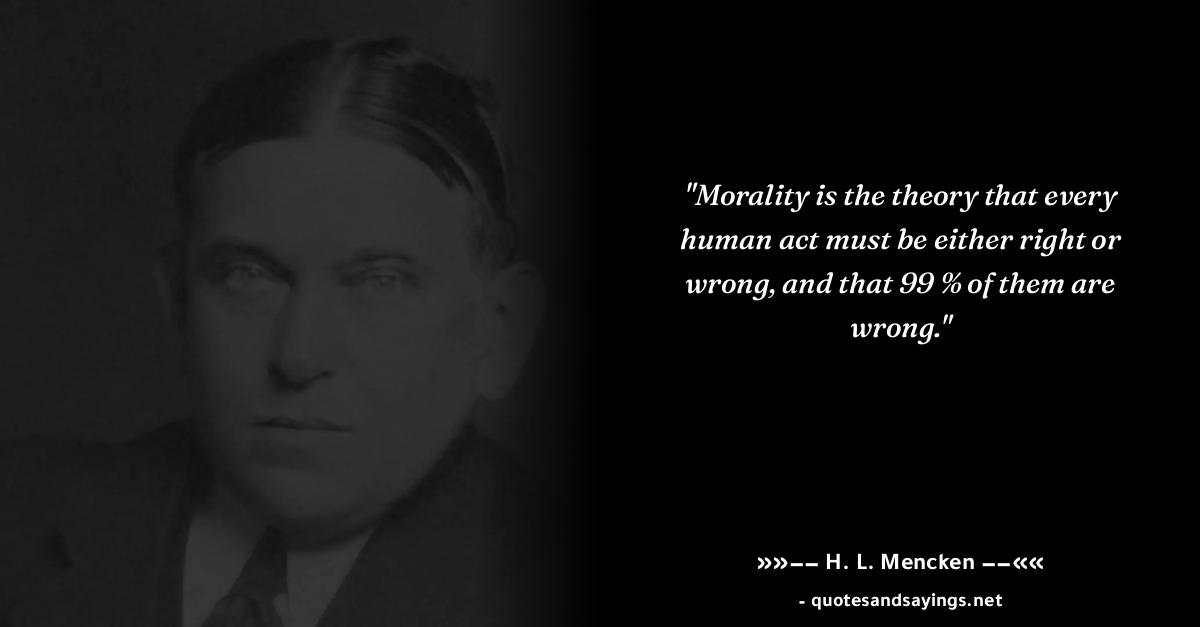 "Morality is the theory that every
human act must be either right or
wrong, and that 99 % of them are
wrong."
»»–– H. L. Mencken ––««
- quotesandsayings.net